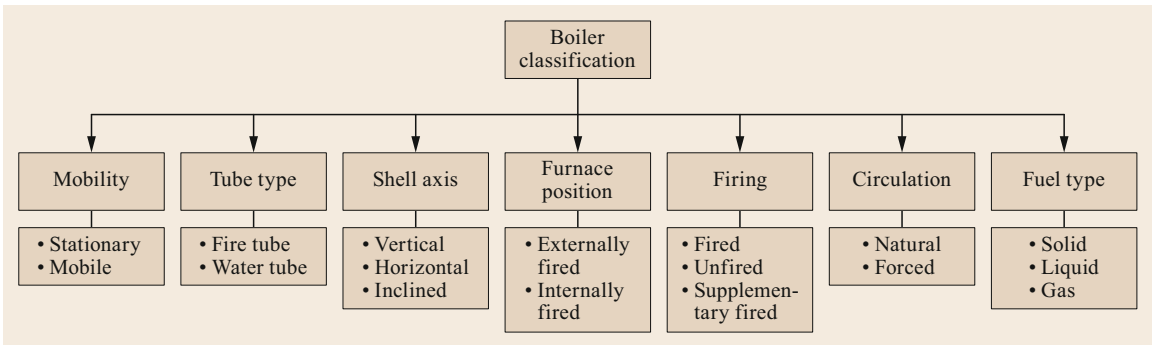 Boiler
classification
Mobility
Tube type
Shell axis
Furnace
position
Firing
Circulation
Fuel type
• Stationary
• Mobile
• Fire tube
• Water tube
• Vertical
• Horizontal
• Inclined
• Externally
fired
• Internally
fired
• Fired
• Unfired
• Supplemen-
tary fired
• Natural
• Forced
• Solid
• Liquid
• Gas